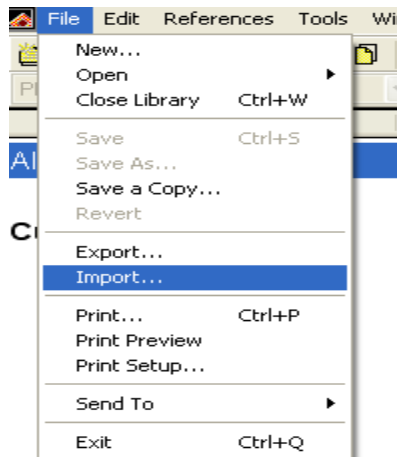 File Edit References Tools
New...
Open
Close Library Ctrl+W
Save Ctrl+S
Save As...
Save a Copy...
Revert
Export...
Import...
Print... Ctrl+P
Print Preview
Print Setup...
Send To
Exit Ctrl+Q